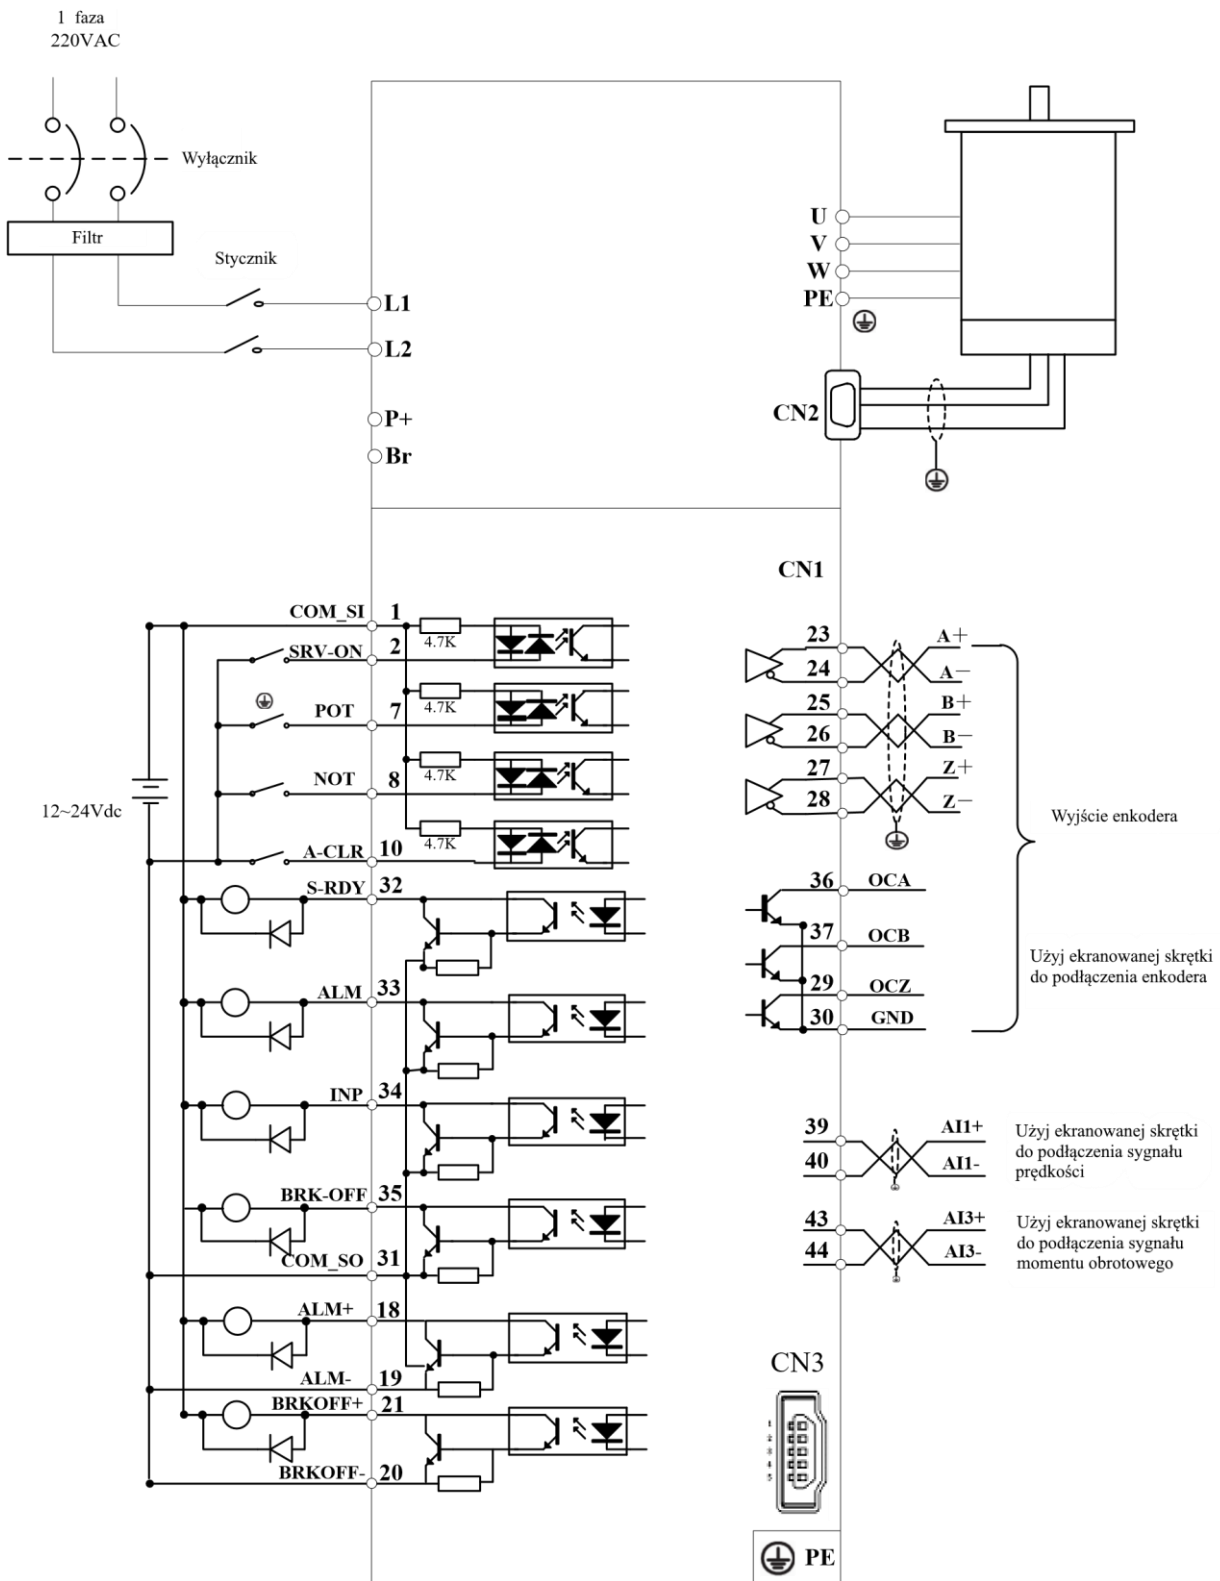 1 faza
220VAC
Wyłącznik
Filtr
Stycznik
L1
L2
P+
Br
U
V
W
PE
CN2
CN1
COM_SI 1
4.7K
SRV-ON 2
POT 7
4.7K
NOT 8
4.7K
12~24Vdc
A-CLR 10
4.7K
S-RDY 32
ALM 33
INP 34
BRK-OFF 35
COM_SO 31
ALM+ 18
ALM- 19
BRKOFF+ 21
BRKOFF- 20
23 A+
24 A−
25 B+
26 B−
27 Z+
28 Z−
Wyjście enkodera
36 OCA
37 OCB
29 OCZ
30 GND
Użyj ekranowanej skrętki
do podłączenia enkodera
39 AI1+
40 AI1-
Użyj ekranowanej skrętki
do podłączenia sygnału
prędkości
43 AI3+
44 AI3-
Użyj ekranowanej skrętki
do podłączenia sygnału
momentu obrotowego
CN3
1
2
3
4
5
PE